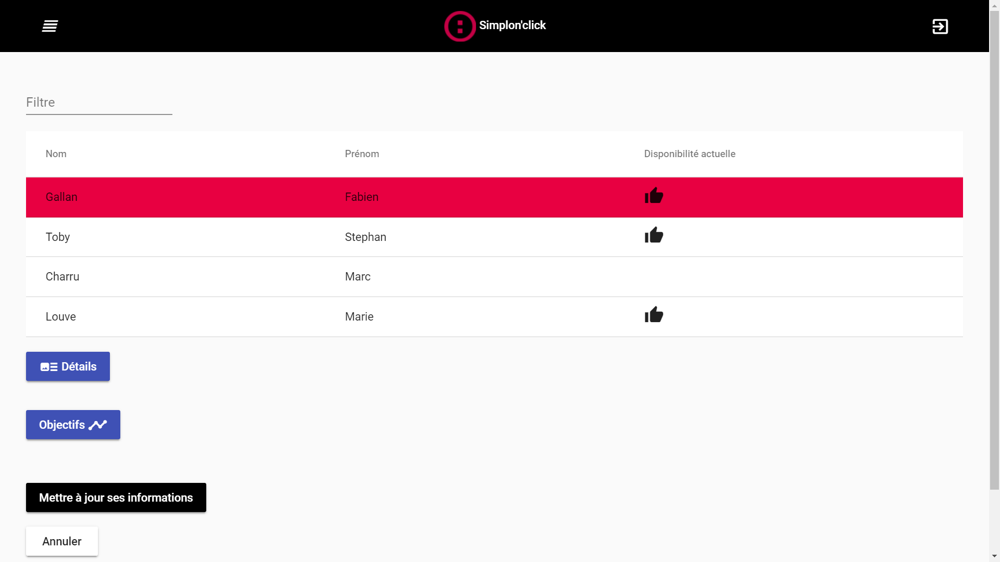 Simplon'click
Filtre
Nom Prénom Disponibilité actuelle
Gallan Fabien
Toby Stephan
Charru Marc
Louve Marie
Détails
Objectifs
Mettre à jour ses informations
Annuler